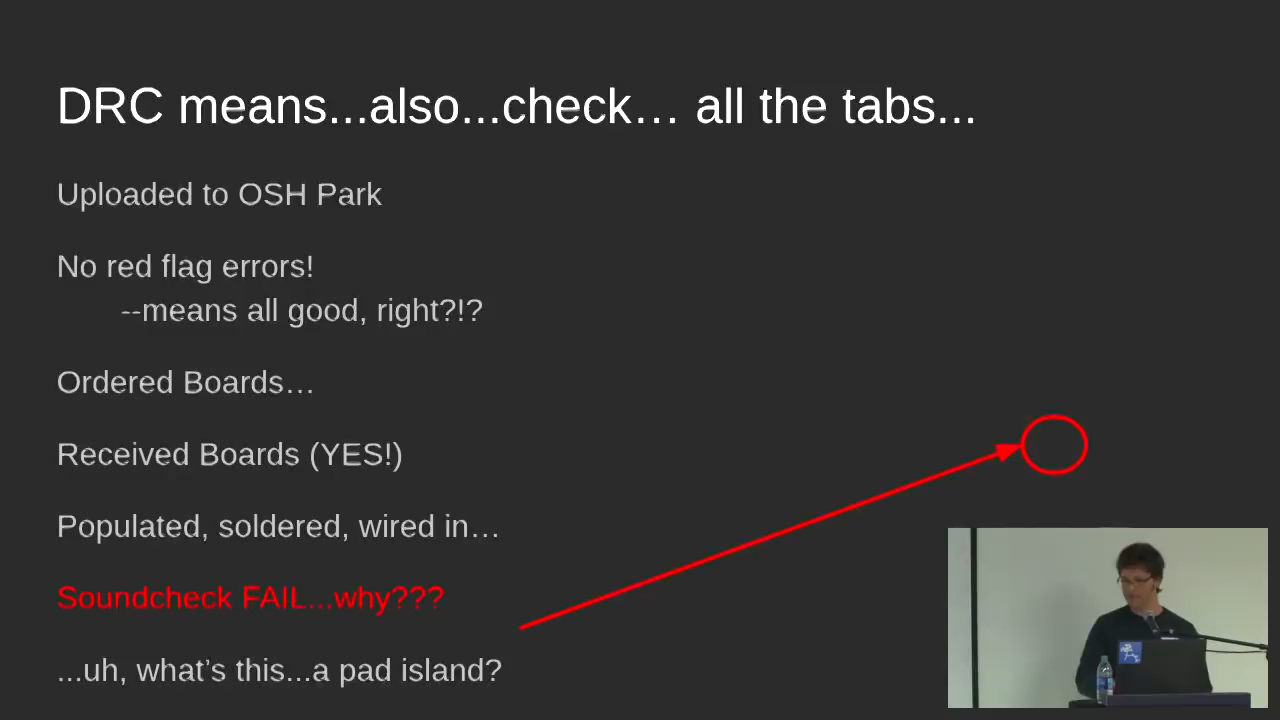 DRC means...also...check… all the tabs...
Uploaded to OSH Park
No red flag errors!
--means all good, right?!?
Ordered Boards…
Received Boards (YES!)
Populated, soldered, wired in…
Soundcheck FAIL...why???
...uh, what’s this...a pad island?